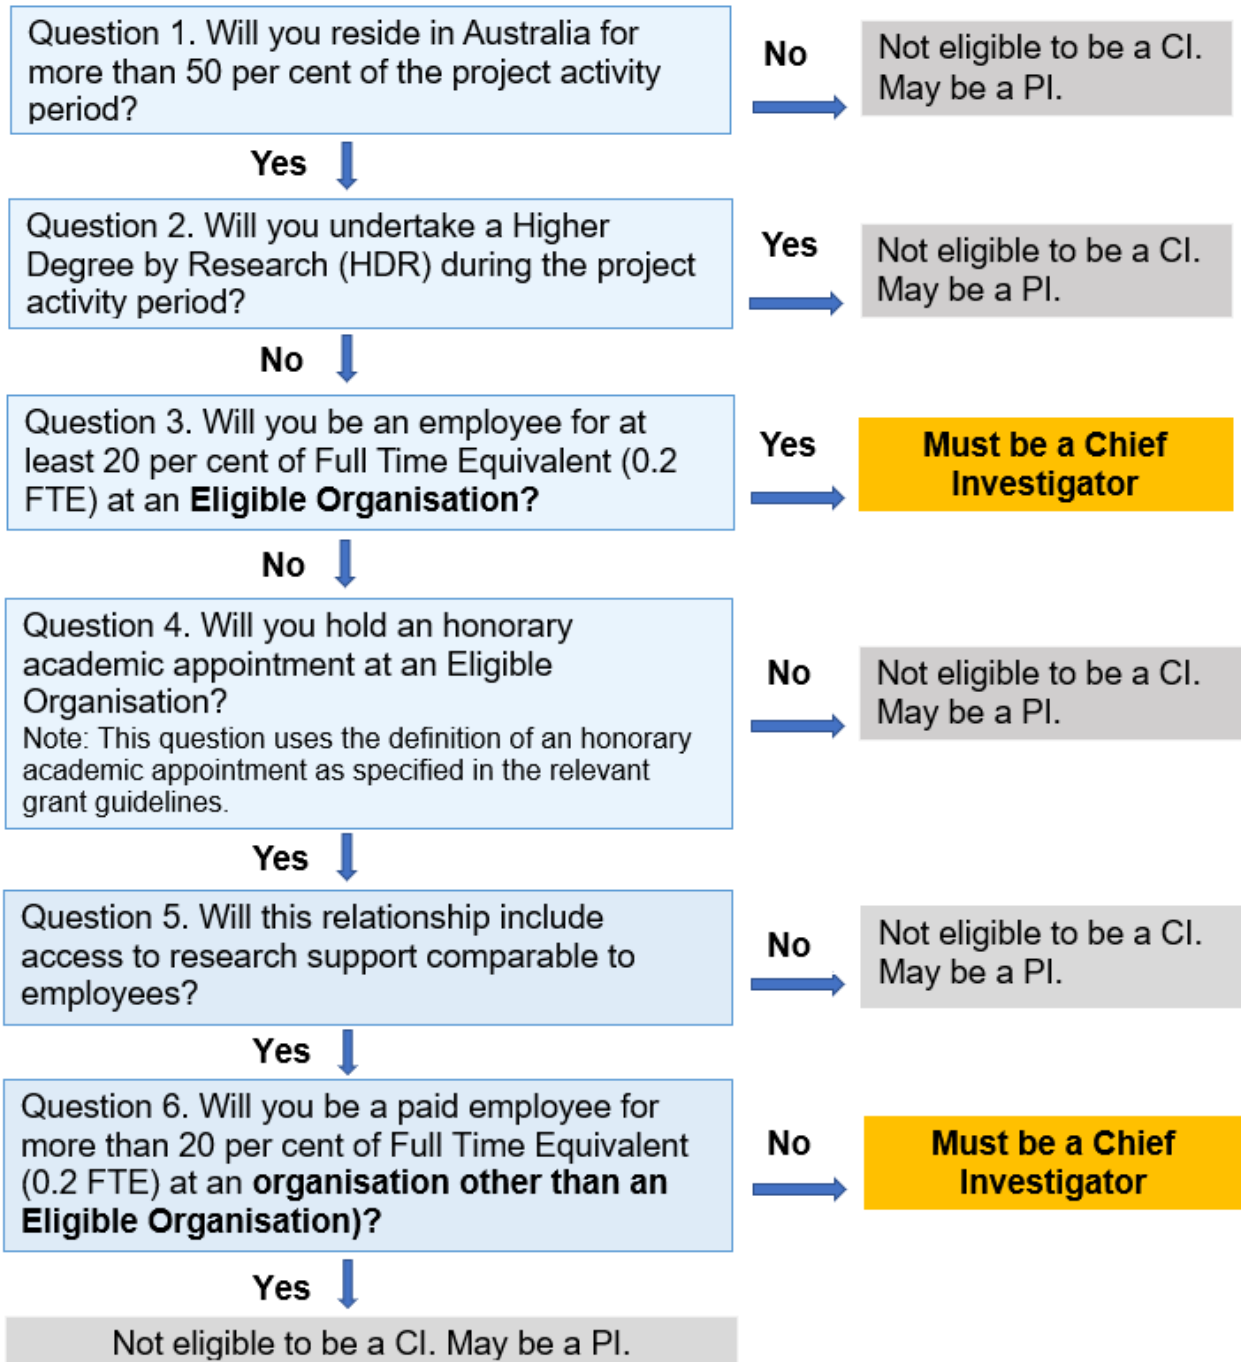 Question 1. Will you reside in Australia for
more than 50 per cent of the project activity
period?
No
Not eligible to be a CI.
May be a PI.
Yes
Question 2. Will you undertake a Higher
Degree by Research (HDR) during the project
activity period?
Yes
Not eligible to be a CI.
May be a PI.
No
Question 3. Will you be an employee for at
least 20 per cent of Full Time Equivalent (0.2
FTE) at an Eligible Organisation?
Yes
Must be a Chief
Investigator
No
Question 4. Will you hold an honorary
academic appointment at an Eligible
Organisation?
Note: This question uses the definition of an honorary
academic appointment as specified in the relevant
grant guidelines.
No
Not eligible to be a CI.
May be a PI.
Yes
Question 5. Will this relationship include
access to research support comparable to
employees?
No
Not eligible to be a CI.
May be a PI.
Yes
Question 6. Will you be a paid employee for
more than 20 per cent of Full Time Equivalent
(0.2 FTE) at an organisation other than an
Eligible Organisation)?
No
Must be a Chief
Investigator
Yes
Not eligible to be a CI. May be a PI.